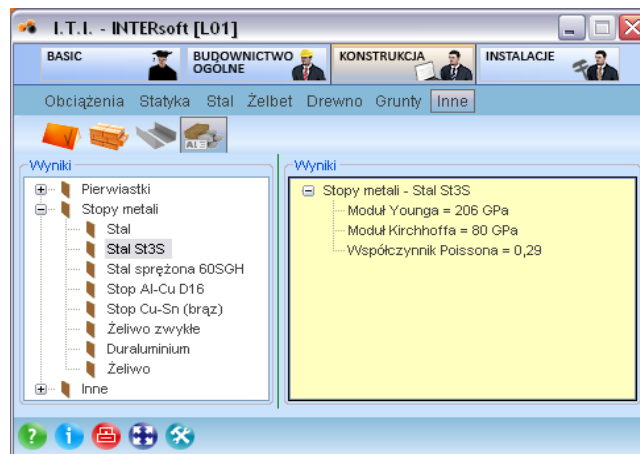 I.T.I. - INTERsoft [L01]
BASIC
BUDOWNICTWO
OGÓLNE
KONSTRUKCJA
INSTALACJE
Obciążenia Statyka Stal Żelbet Drewno Grunty Inne
ALE
Wyniki
Pierwiastki
Stopy metali
Stal
Stal St3S
Stal sprężona 60SGH
Stop Al-Cu D16
Stop Cu-Sn (brąz)
Żeliwo zwykłe
Duraluminium
Żeliwo
Inne
Wyniki
Stopy metali - Stal St3S
Moduł Younga = 206 GPa
Moduł Kirchhoffa = 80 GPa
Współczynnik Poissona = 0,29